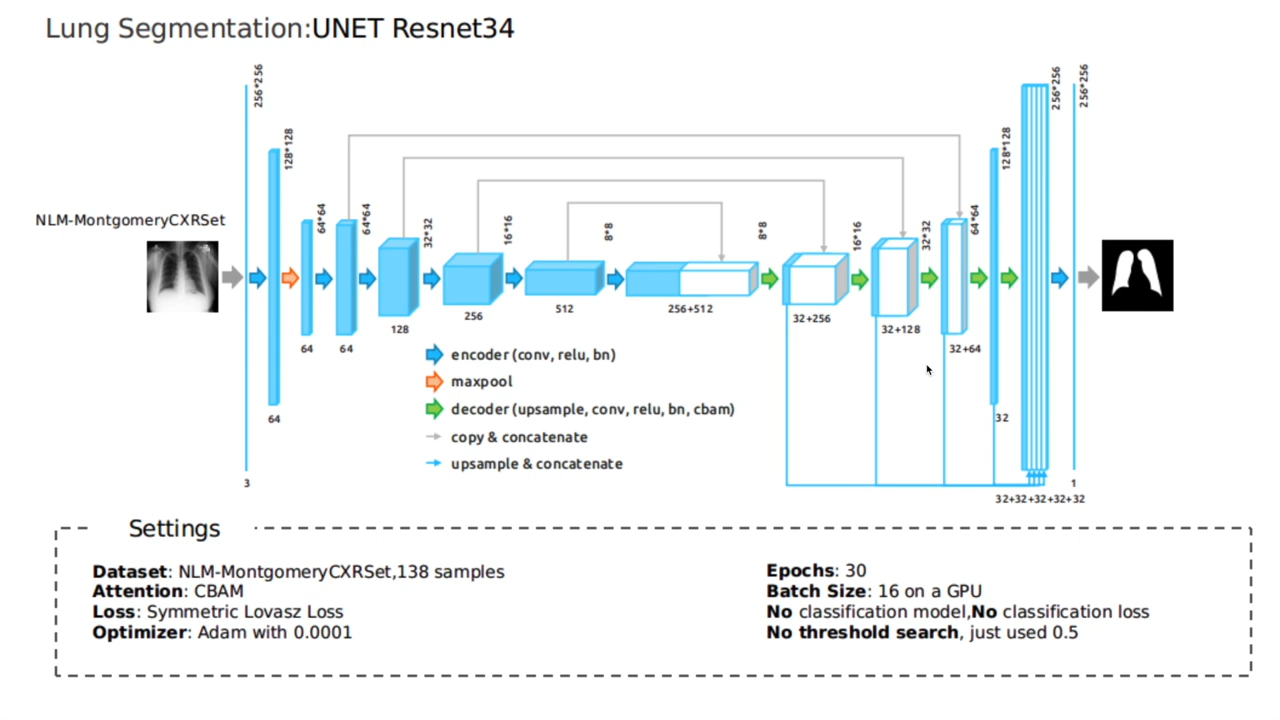 Lung Segmentation:UNET Resnet34
256*256
128*128
64*64
64*64
32*32
16*16
8*8
8*8
16*16
32*32
64*64
128*128
256*256
256*256
NLM-MontgomeryCXRSet
3
64
64
64
128
256
512
256+512
32+256
32+128
32+64
32
32+32+32+32+32
1
encoder (conv, relu, bn)
maxpool
decoder (upsample, conv, relu, bn, cbam)
copy & concatenate
upsample & concatenate
Settings
Dataset: NLM-MontgomeryCXRSet,138 samples
Attention: CBAM
Loss: Symmetric Lovasz Loss
Optimizer: Adam with 0.0001
Epochs: 30
Batch Size: 16 on a GPU
No classification model,No classification loss
No threshold search, just used 0.5